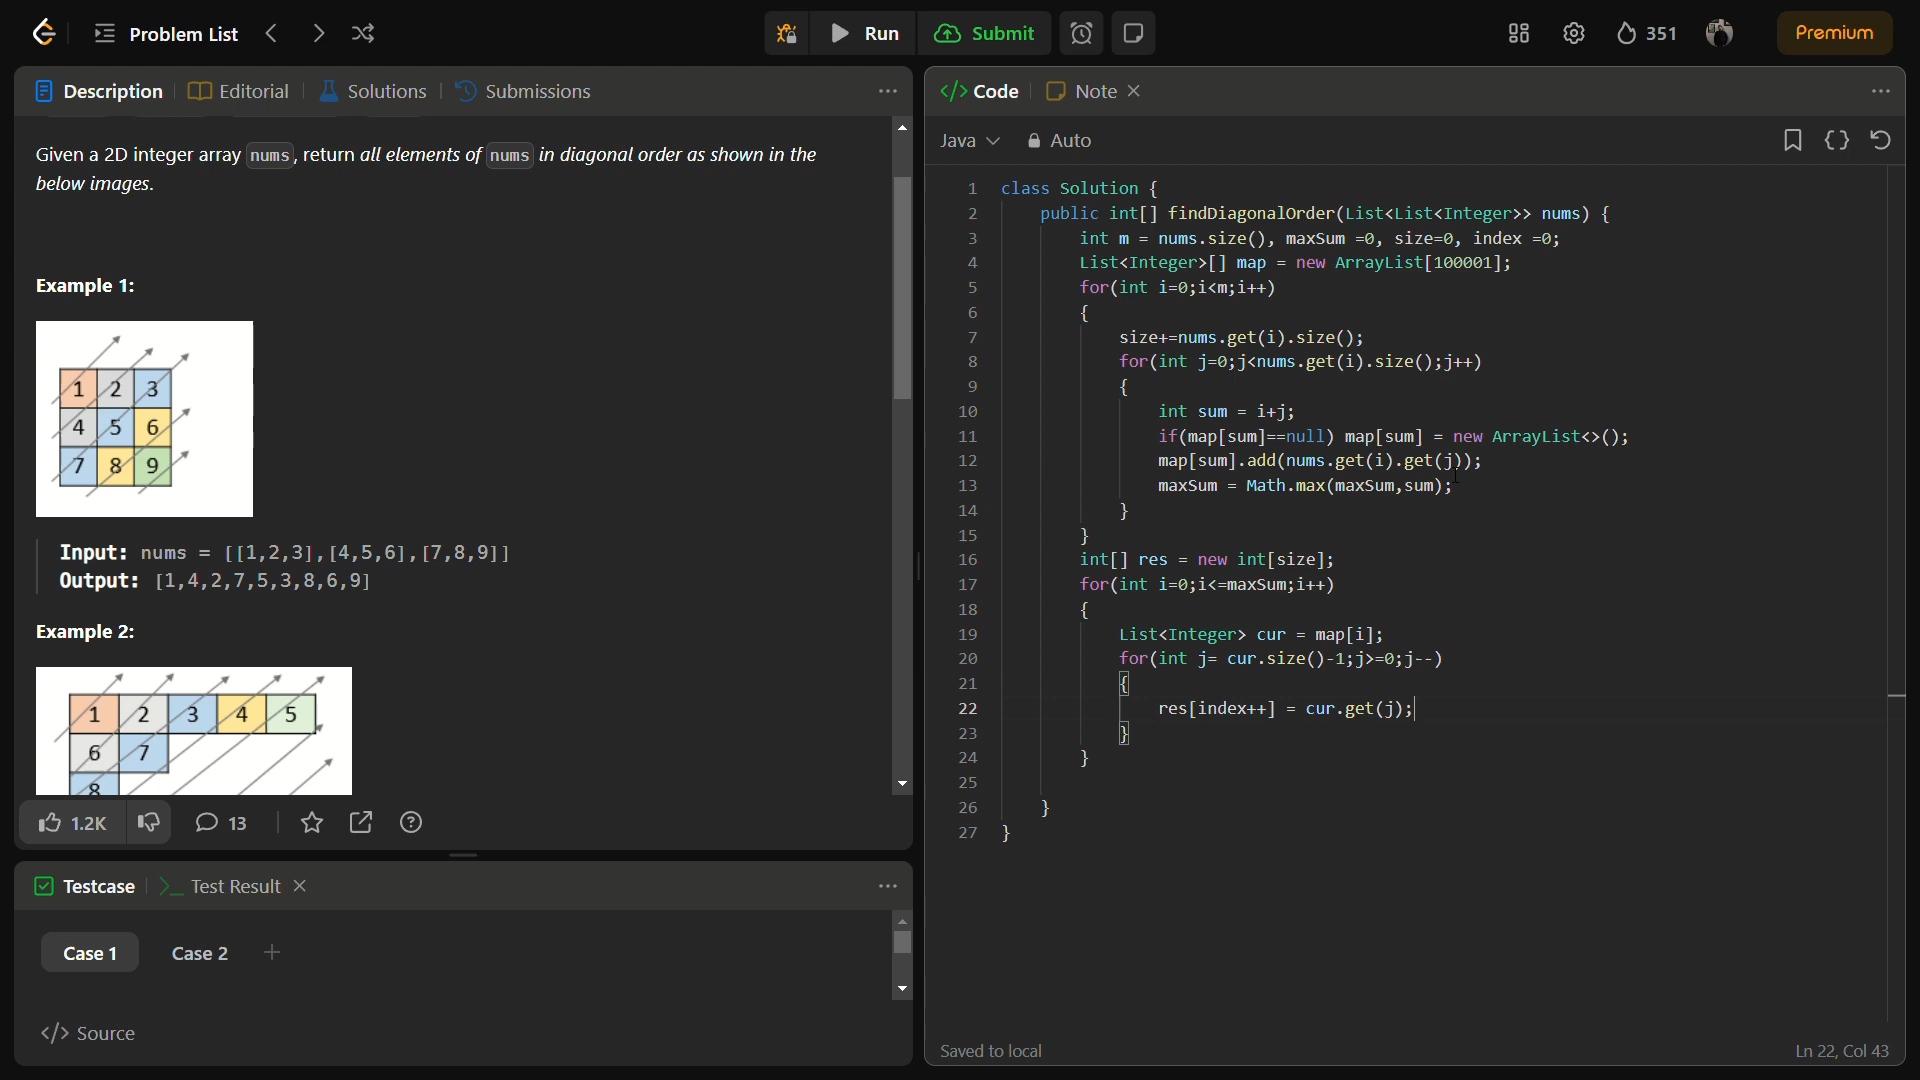 Problem List
Run
Submit
351
Premium
Description
Editorial
Solutions
Submissions
Given a 2D integer array nums, return all elements of nums in diagonal order as shown in the
below images.
Example 1:
1 2 3
4 5 6
7 8 9
Input: nums = [[1,2,3],[4,5,6],[7,8,9]]
Output: [1,4,2,7,5,3,8,6,9]
Example 2:
1 2 3 4 5
6 7
8
1.2K
13
Testcase
Test Result
Case 1
Case 2
</> Source
</> Code
Note
Java
Auto
1 class Solution {
2 public int[] findDiagonalOrder(List<List<Integer>> nums) {
3 int m = nums.size(), maxSum =0, size=0, index =0;
4 List<Integer>[] map = new ArrayList[100001];
5 for(int i=0;i<m;i++)
6 {
7 size+=nums.get(i).size();
8 for(int j=0;j<nums.get(i).size();j++)
9 {
10 int sum = i+j;
11 if(map[sum]==null) map[sum] = new ArrayList<>();
12 map[sum].add(nums.get(i).get(j));
13 maxSum = Math.max(maxSum,sum);
14 }
15 }
16 int[] res = new int[size];
17 for(int i=0;i<=maxSum;i++)
18 {
19 List<Integer> cur = map[i];
20 for(int j= cur.size()-1;j>=0;j--)
21 {
22 res[index++] = cur.get(j);
23 }
24 }
25
26 }
27 }
Saved to local
Ln 22, Col 43